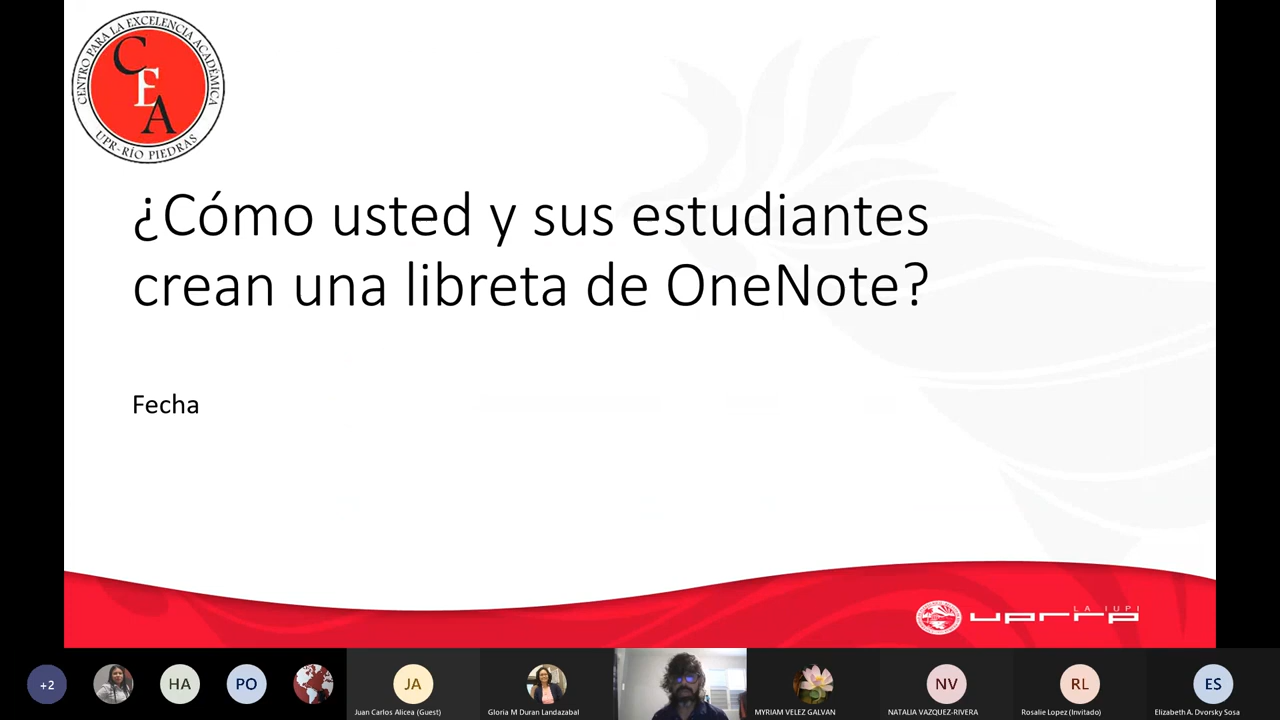 CENTRO PARA LA EXCELENCIA ACADÉMICA
CEA
UPR-RÍO PIEDRAS
¿Cómo usted y sus estudiantes
crean una libreta de OneNote?
Fecha
LA IUPI
uprrp
+2
HA
PO
JA
NV
RL
ES
Juan Carlos Alicea (Guest)
Gloria M Duran Landazabal
MYRIAM VELEZ GALVAN
NATALIA VAZQUEZ-RIVERA
Rosalie Lopez (Invitado)
Elizabeth A. Dvorsky Sosa